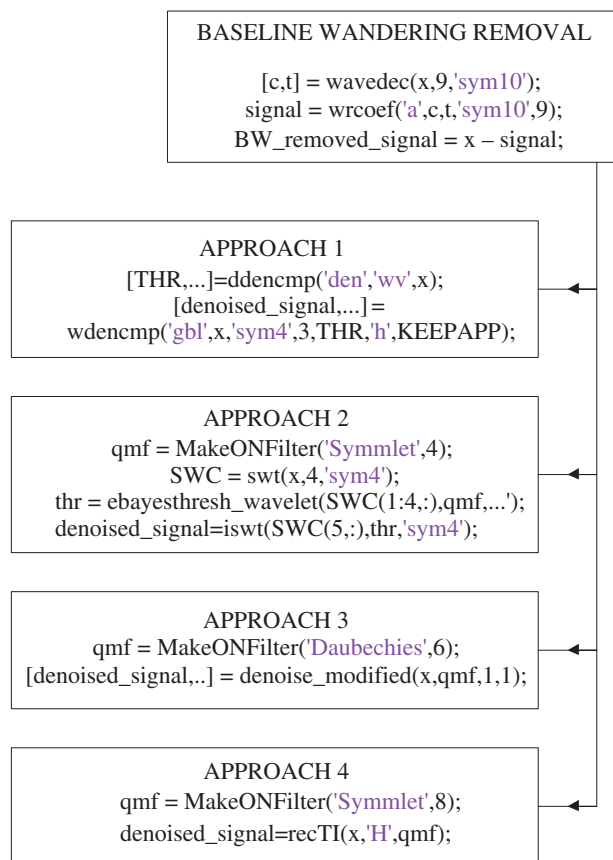 BASELINE WANDERING REMOVAL
[c,t] = wavedec(x,9,'sym10');
signal = wrcoef('a',c,t,'sym10',9);
BW_removed_signal = x – signal;
APPROACH 1
[THR,...]=ddencmp('den','wv',x);
[denoised_signal,...] =
wdencmp('gbl',x,'sym4',3,THR,'h',KEEPAPP);
APPROACH 2
qmf = MakeONFilter('Symmlet',4);
SWC = swt(x,4,'sym4');
thr = ebayesthresh_wavelet(SWC(1:4,:),qmf,...');
denoised_signal=iswt(SWC(5,:),thr,'sym4');
APPROACH 3
qmf = MakeONFilter('Daubechies',6);
[denoised_signal,..] = denoise_modified(x,qmf,1,1);
APPROACH 4
qmf = MakeONFilter('Symmlet',8);
denoised_signal=recTI(x,'H',qmf);